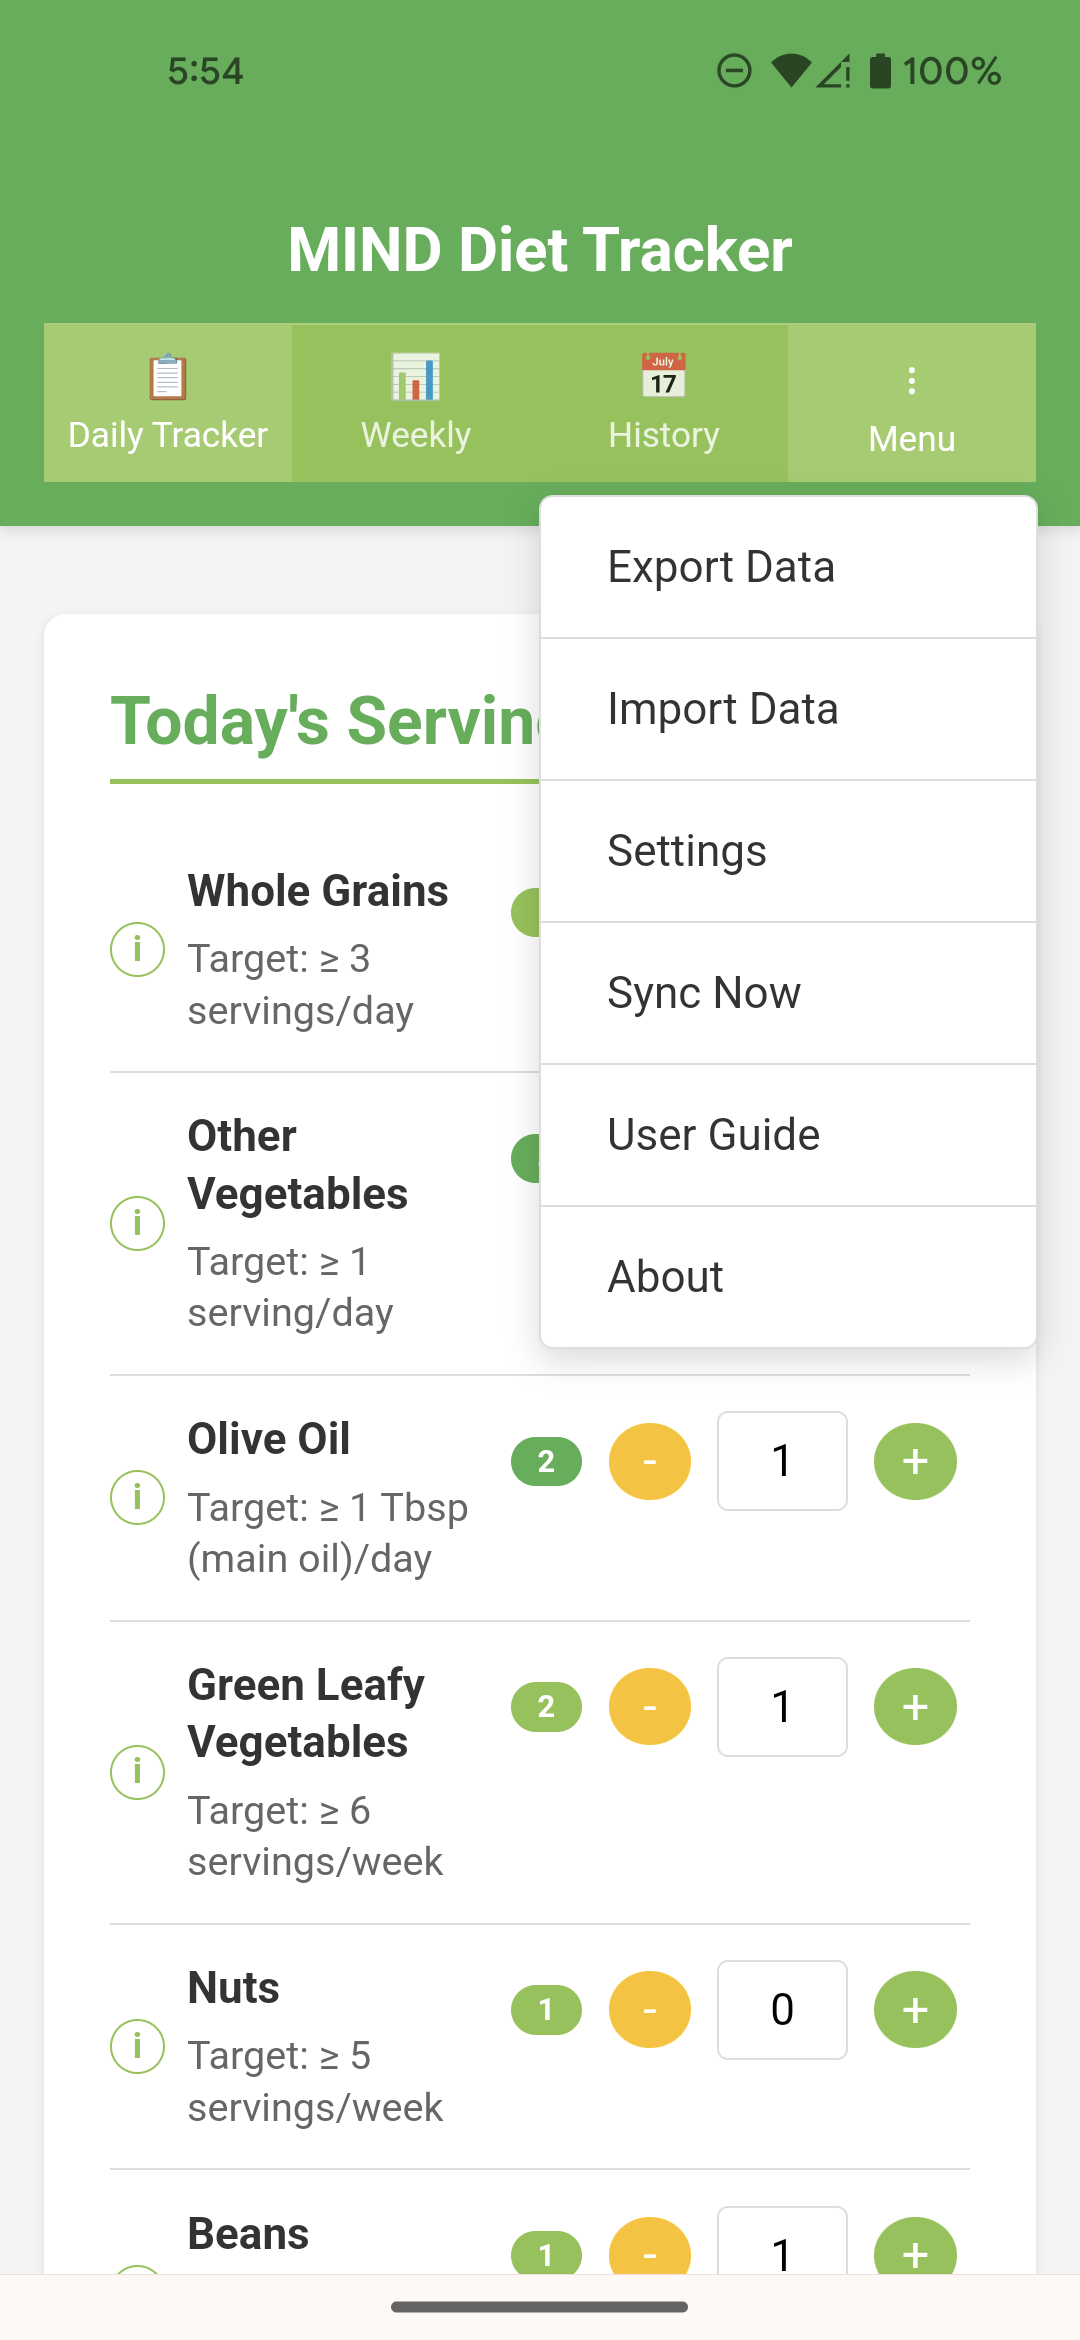 5:54
100%
MIND Diet Tracker
July
17
Daily Tracker
Weekly
History
Menu
Export Data
Import Data
Settings
Sync Now
User Guide
About
Today's
Whole Grains
Target: ≥ 3
servings/day
Other
Vegetables
Target: ≥ 1
serving/day
Olive Oil
2 - 1 +
Target: ≥ 1 Tbsp
(main oil)/day
Green Leafy
Vegetables
2 - 1 +
Target: ≥ 6
servings/week
Nuts
1 - 0 +
Target: ≥ 5
servings/week
Beans
1 - 1 +